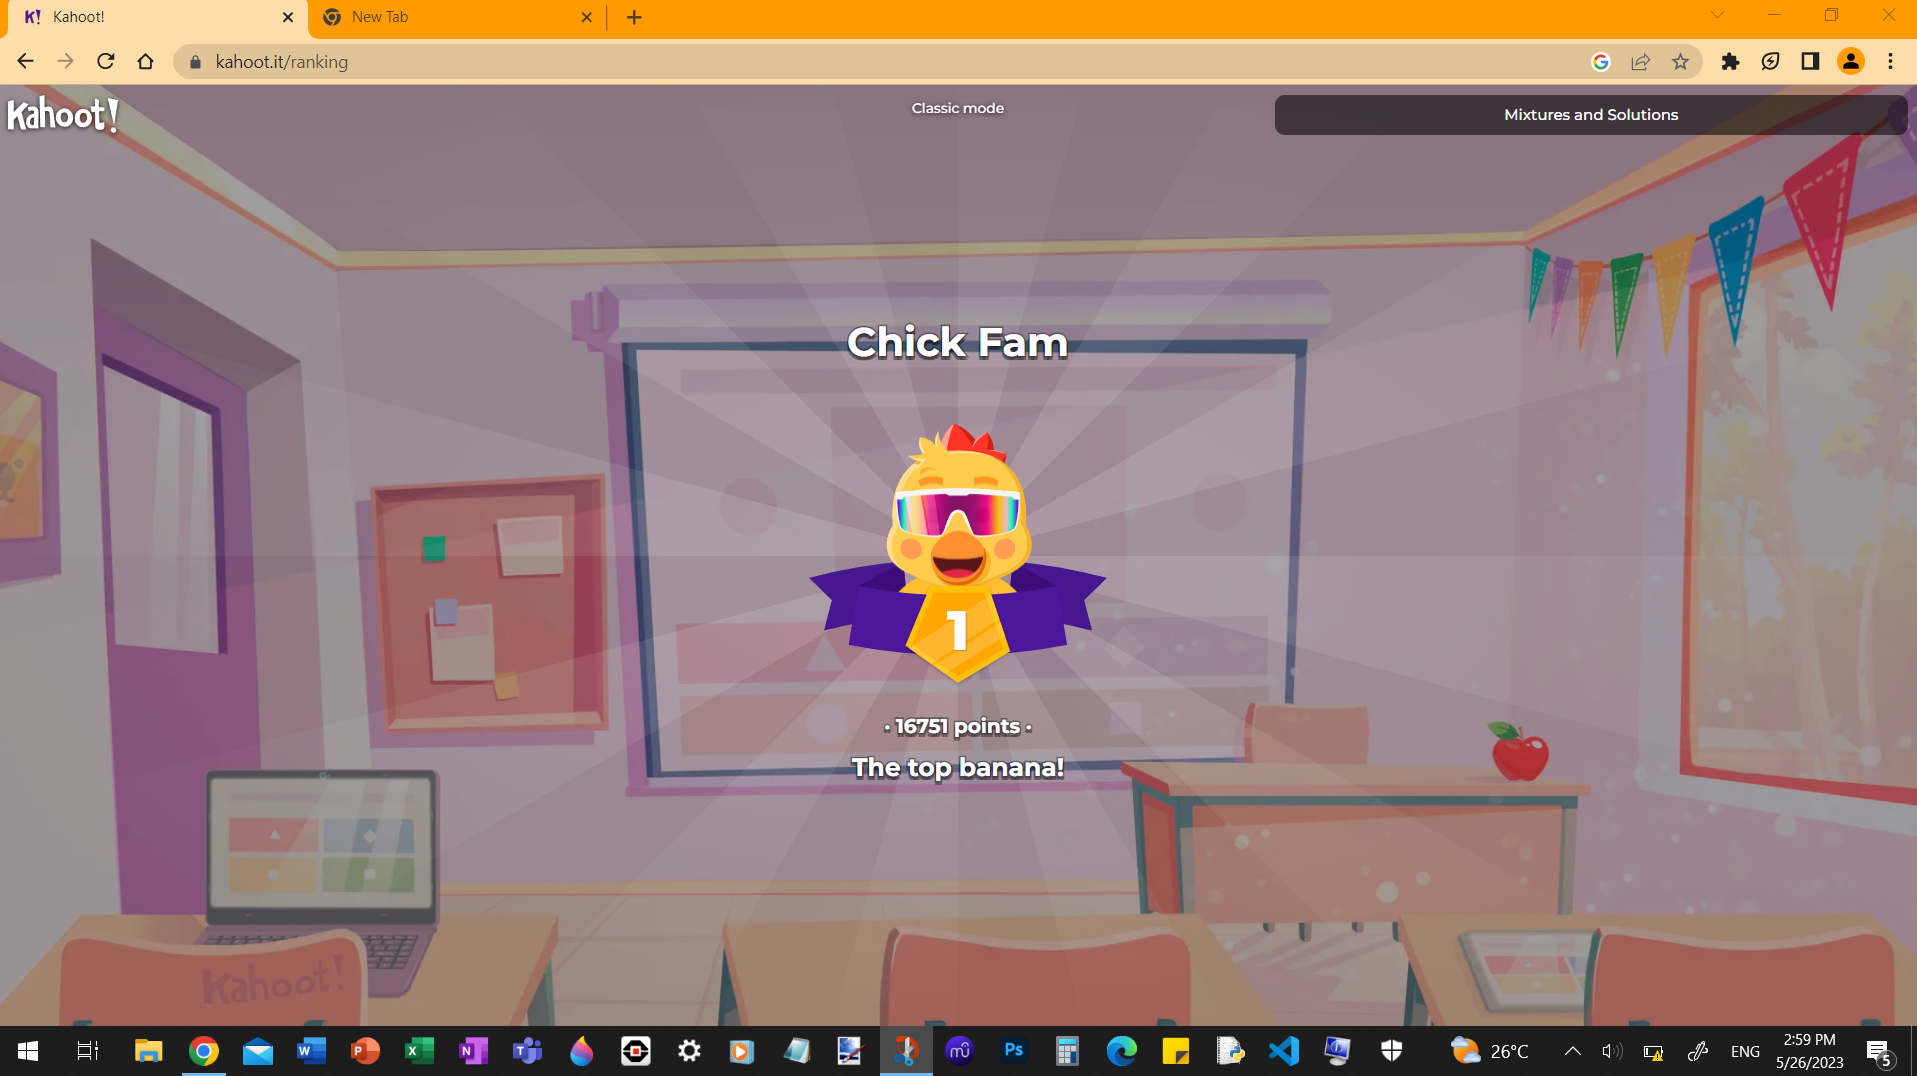 Kahoot!
New Tab
kahoot.it/ranking
Kahoot!
Classic mode
Mixtures and Solutions
Chick Fam
1
· 16751 points ·
The top banana!
Kahoot!
26°C
ENG
2:59 PM
5/26/2023
5